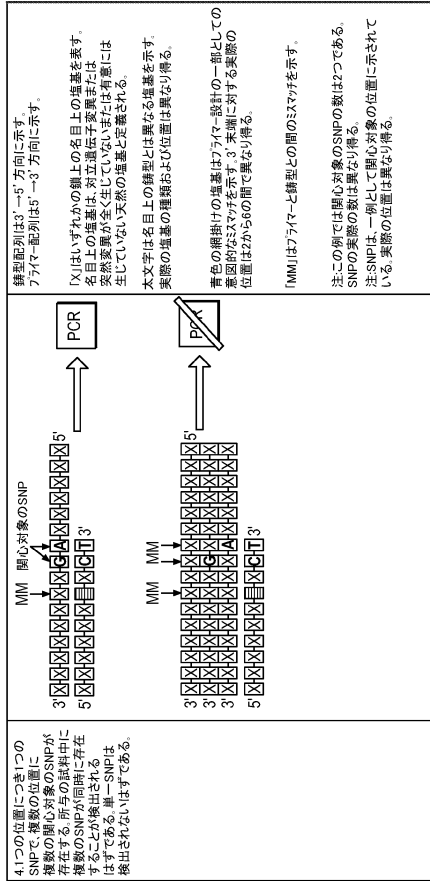 4.1つの位置につき1つの
SNPで、複数の位置に
複数の関心対象のSNPが
存在する。所与の試料中に
複数のSNPが同時に存在
することが検出される
はずである。単一SNPは
検出されないはずである。
MM 関心対象のSNP
3' X X X X X X X G A X X X X X X 5'
5' X X X X X C T 3'
PCR
MM MM
3' X X X X X X X X X X X X X X X 5'
3' X X X X X X X G X X X X X X X
3' X X X X X X X X A X X X X X X
5' X X X X X C T 3'
PCR
鋳型配列は3'→5' 方向に示す。
プライマー配列は5'→3' 方向に示す。
「X」はいずれかの鎖上の名目上の塩基を表す。
名目上の塩基は、対立遺伝子変異または
突然変異が全く生じていないまたは有意には
生じていない天然の塩基と定義される。
太文字は名目上の鋳型とは異なる塩基を示す。
実際の塩基の種類および位置は異なり得る。
青色の網掛けの塩基はプライマー設計の一部としての
意図的なミスマッチを示す。3' 末端に対する実際の
位置は2から6の間で異なり得る。
「MM」はプライマーと鋳型との間のミスマッチを示す。
注:この例では関心対象のSNPの数は2つである。
SNPの実際の数は異なり得る。
注:SNPは、一例として関心対象の位置に示されて
いる。実際の位置は異なり得る。